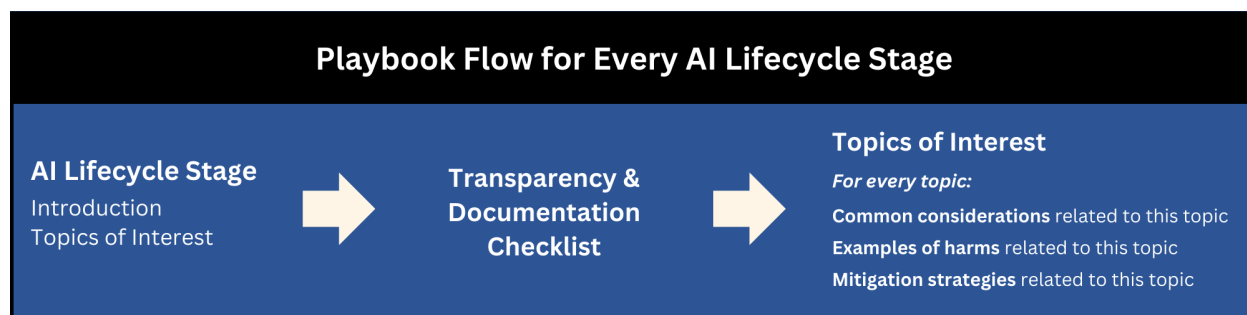 Playbook Flow for Every AI Lifecycle Stage
AI Lifecycle Stage
Introduction
Topics of Interest
Transparency &
Documentation
Checklist
Topics of Interest
For every topic:
Common considerations related to this topic
Examples of harms related to this topic
Mitigation strategies related to this topic